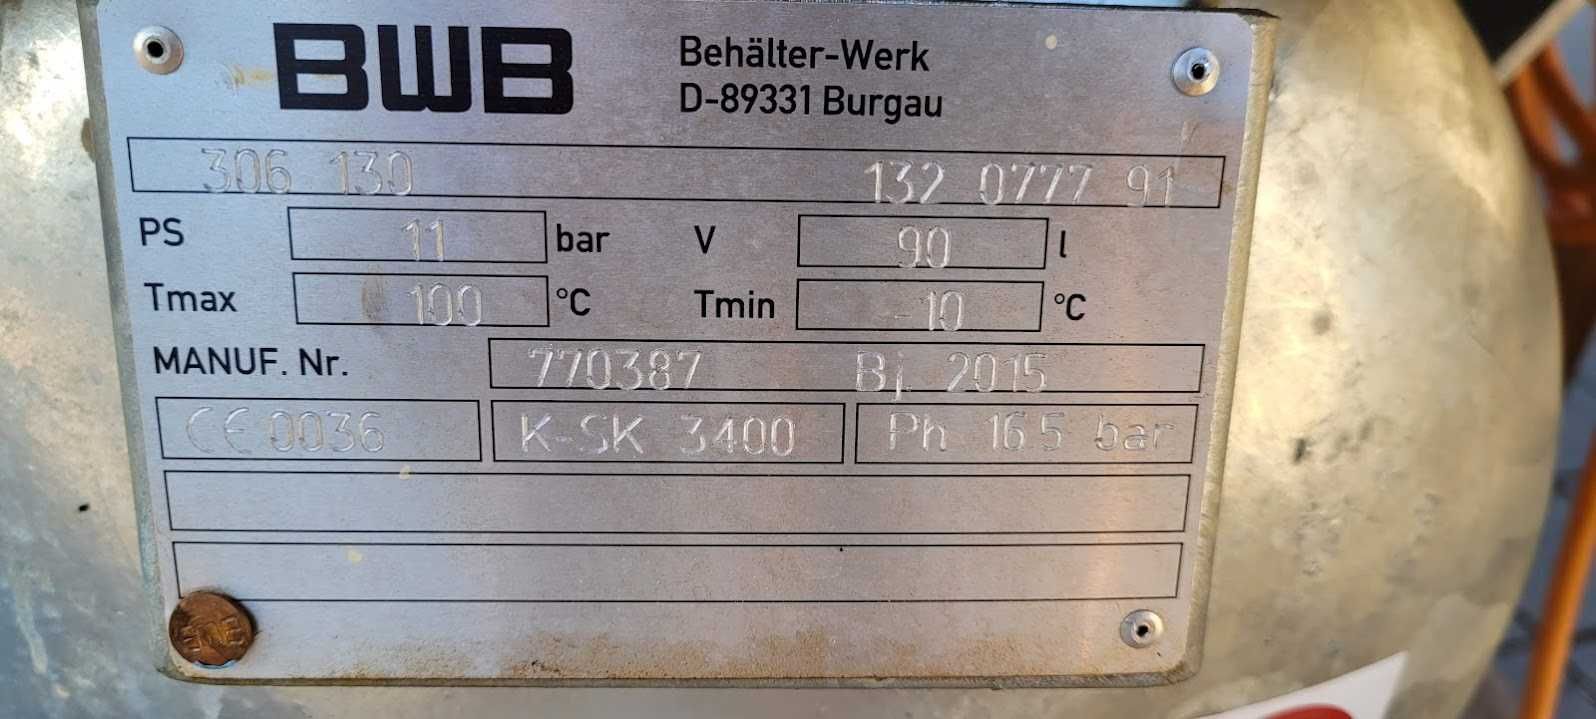 BWB
Behälter-Werk
D-89331 Burgau
306 130 132 0777 91
PS 11 bar V 90 l
Tmax 100 °C Tmin -10 °C
MANUF. Nr. 770387 Bj. 2015
CE 0036 K-SK 3400 Ph 16.5 bar